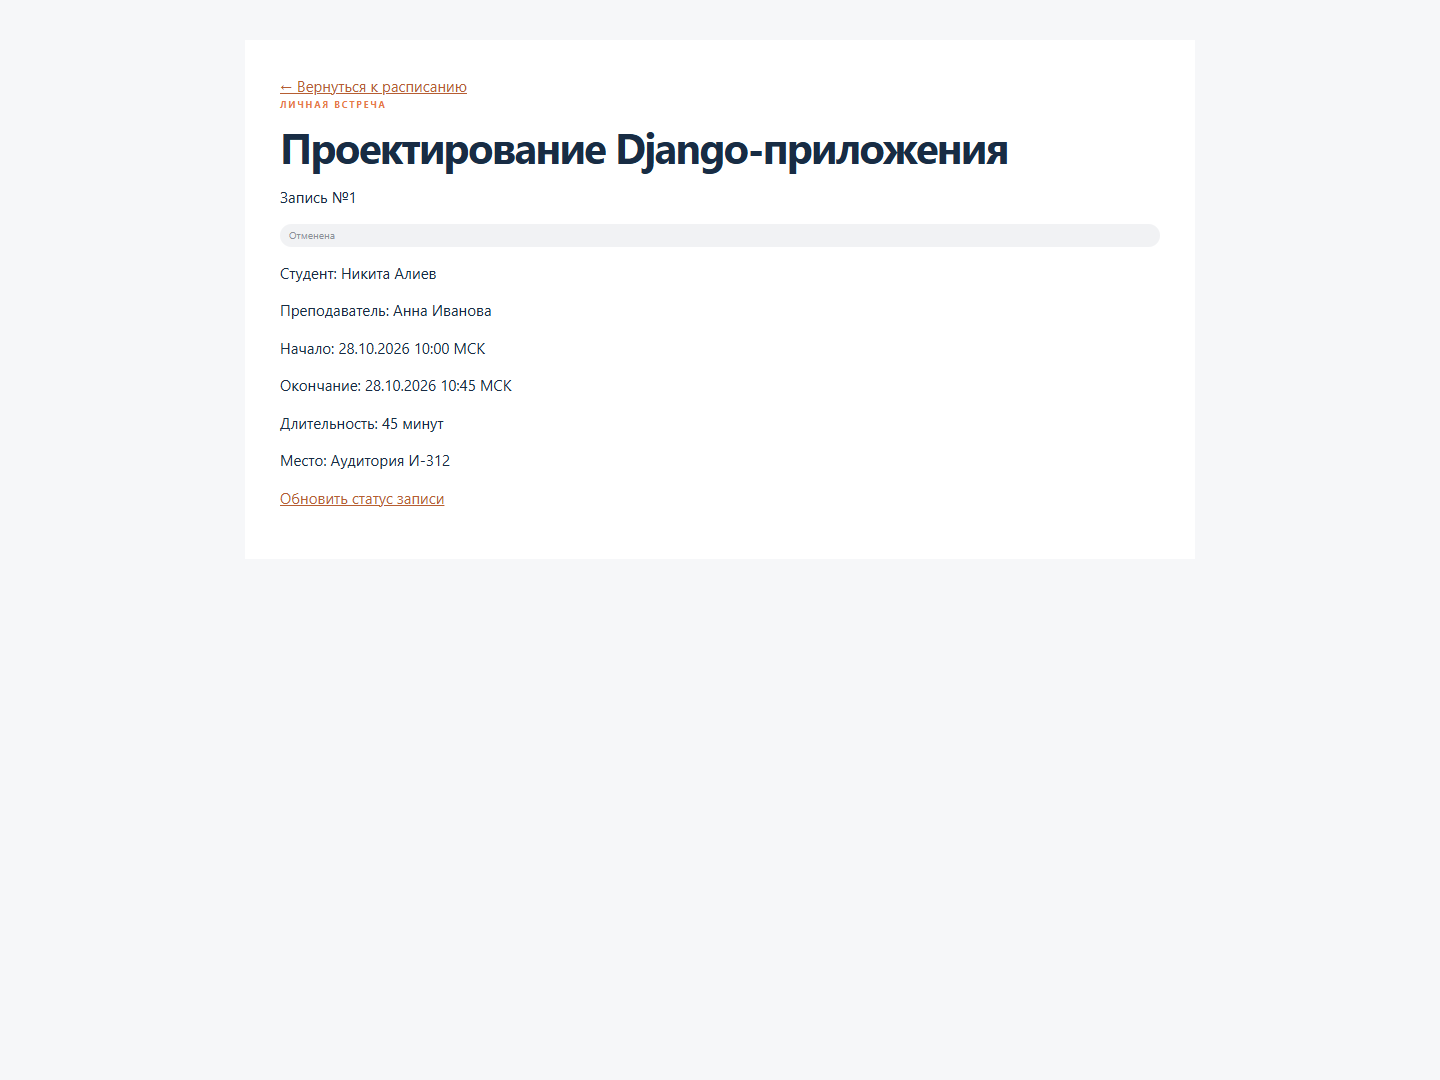 ← Вернуться к расписанию
ЛИЧНАЯ ВСТРЕЧА
Проектирование Django-приложения
Запись №1
Отменена
Студент: Никита Алиев
Преподаватель: Анна Иванова
Начало: 28.10.2026 10:00 МСК
Окончание: 28.10.2026 10:45 МСК
Длительность: 45 минут
Место: Аудитория И-312
Обновить статус записи